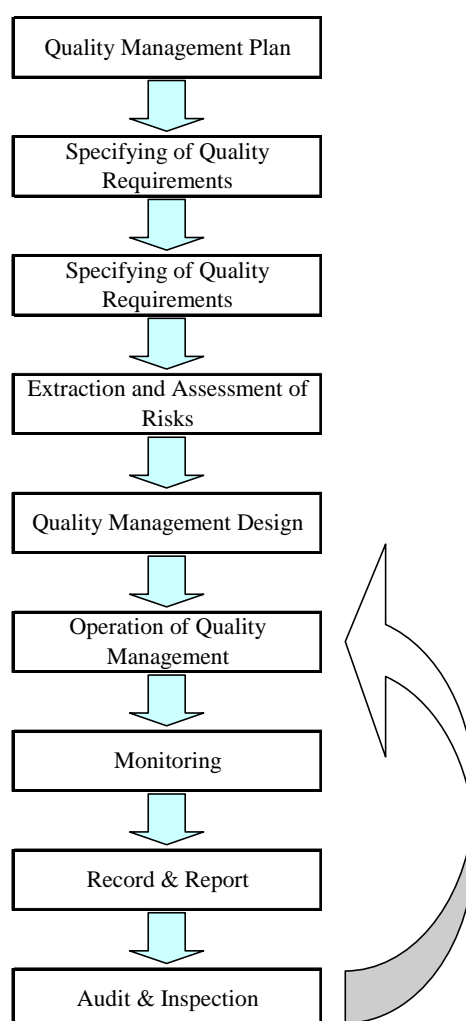 Quality Management Plan
Specifying of Quality
Requirements
Specifying of Quality
Requirements
Extraction and Assessment of
Risks
Quality Management Design
Operation of Quality
Management
Monitoring
Record & Report
Audit & Inspection